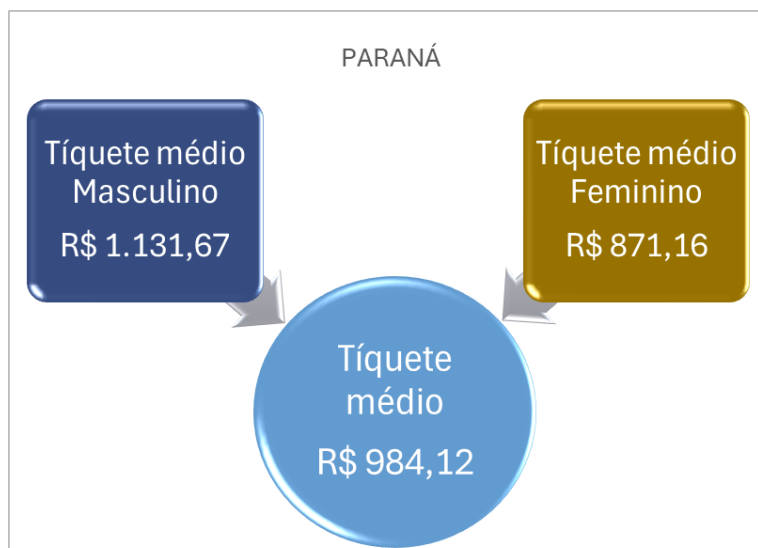 PARANÁ
Tíquete médio
Masculino
R$ 1.131,67
Tíquete médio
Feminino
R$ 871,16
Tíquete
médio
R$ 984,12